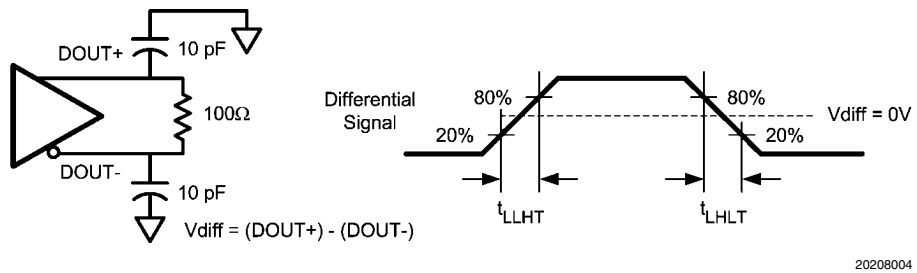 DOUT+
10 pF
100Ω
DOUT-
10 pF
Vdiff = (DOUT+) - (DOUT-)
Differential
Signal
80%
20%
80%
20%
Vdiff = 0V
tLLHT
tLHLT
20208004